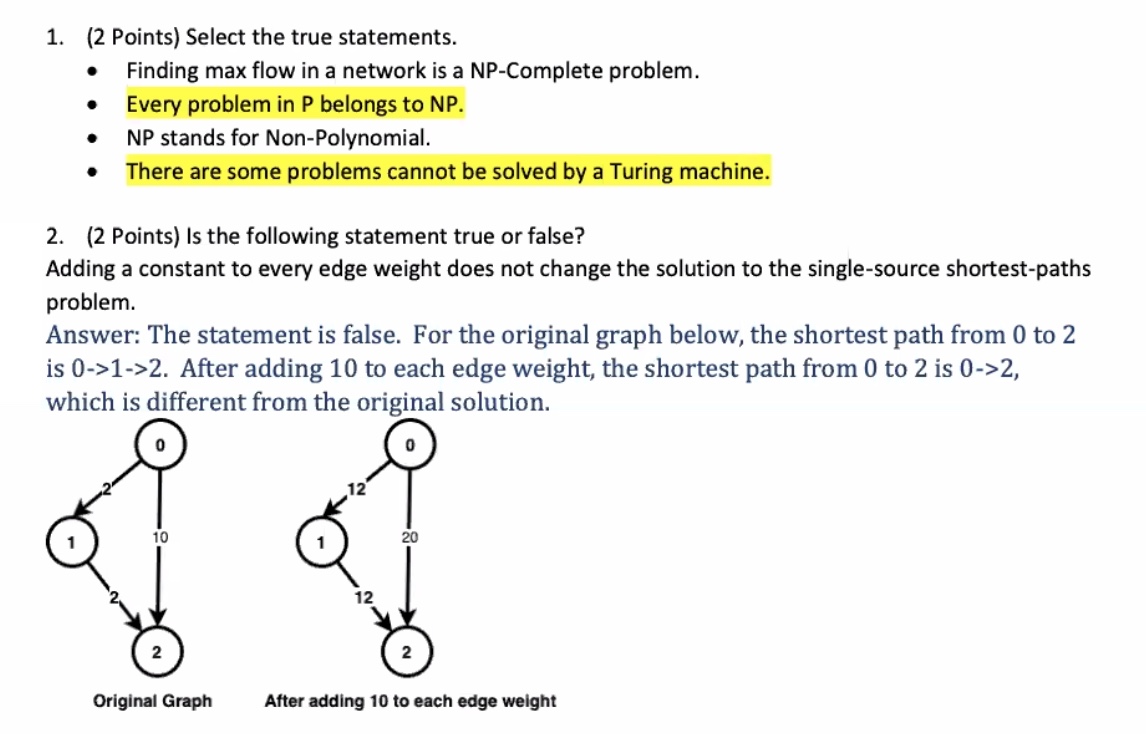 1. (2 Points) Select the true statements.
• Finding max flow in a network is a NP-Complete problem.
• Every problem in P belongs to NP.
• NP stands for Non-Polynomial.
• There are some problems cannot be solved by a Turing machine.
2. (2 Points) Is the following statement true or false?
Adding a constant to every edge weight does not change the solution to the single-source shortest-paths
problem.
Answer: The statement is false. For the original graph below, the shortest path from 0 to 2
is 0->1->2. After adding 10 to each edge weight, the shortest path from 0 to 2 is 0->2,
which is different from the original solution.
0 0
2 12
1 10 1 20
2 12
2 2
Original Graph After adding 10 to each edge weight